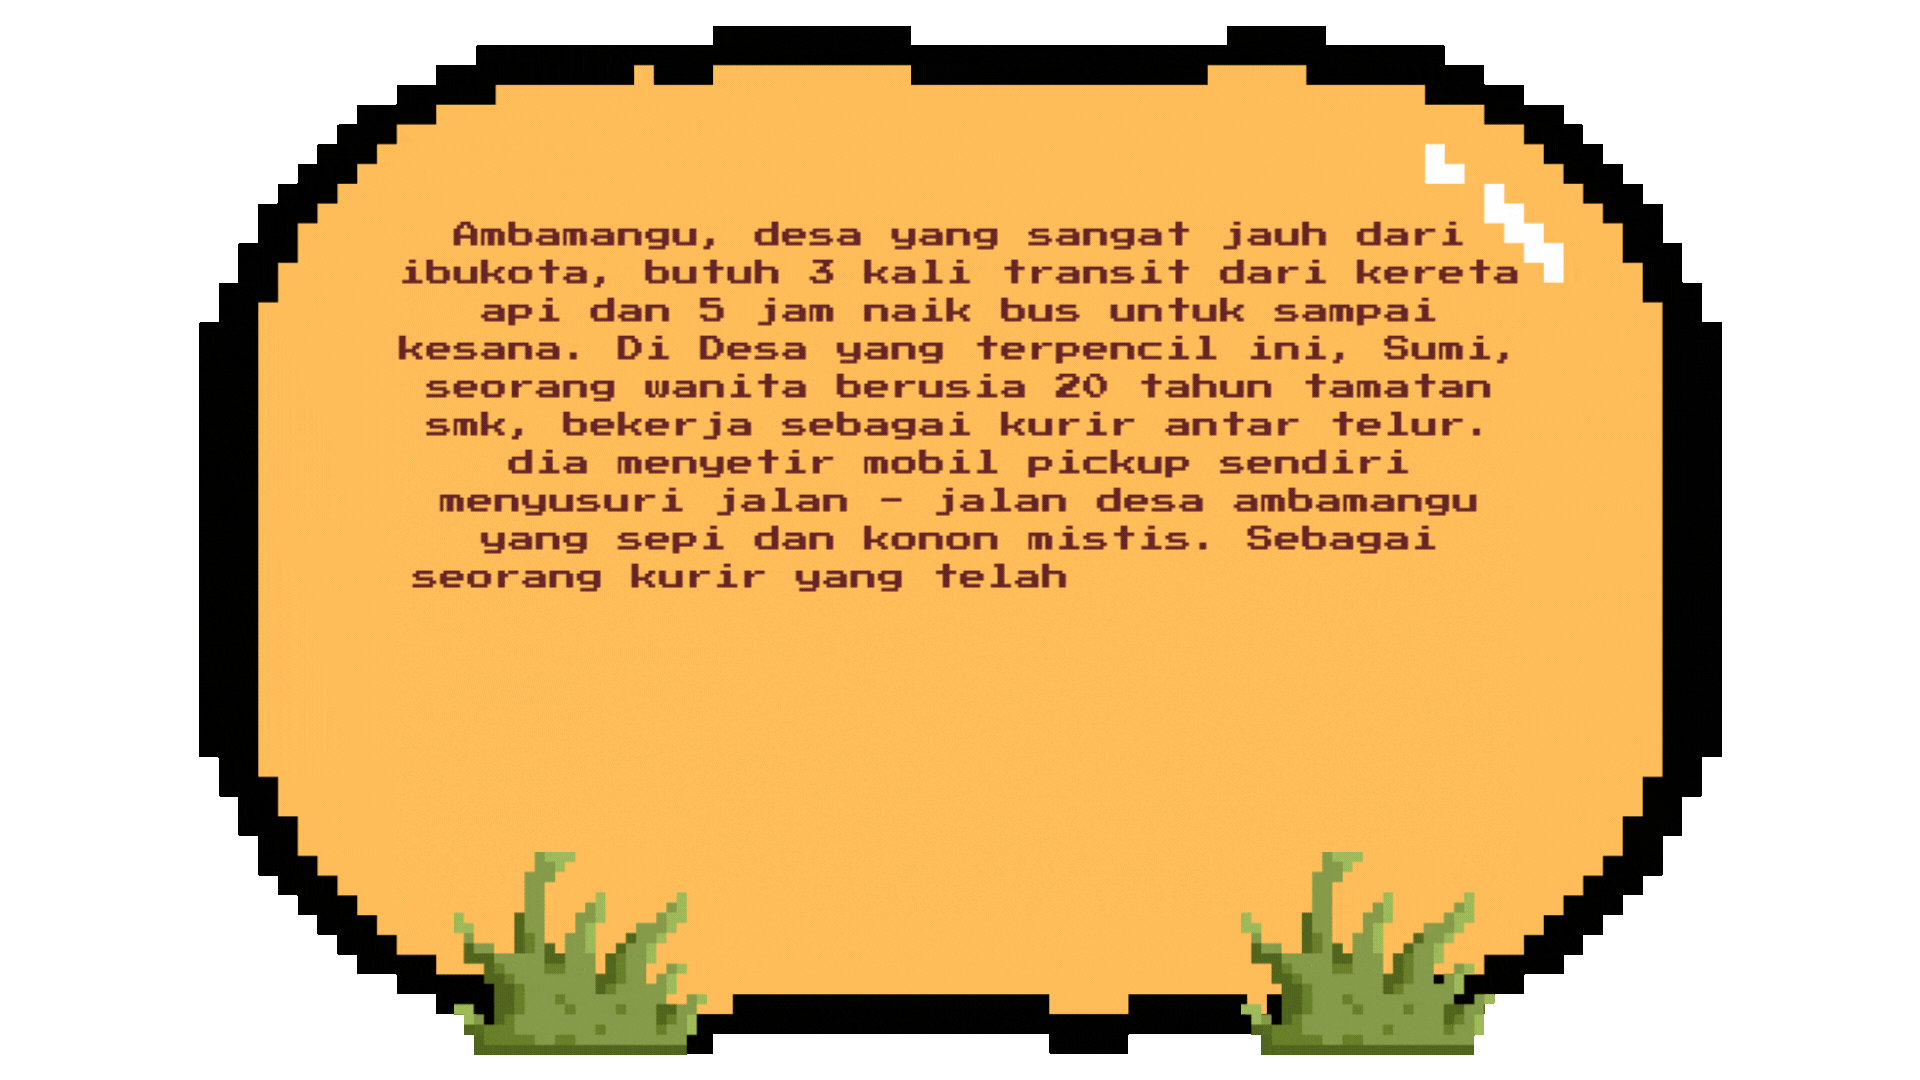 Ambamangu, desa yang sangat jauh dari
ibukota, butuh 3 kali transit dari kereta
api dan 5 jam naik bus untuk sampai
kesana. Di Desa yang terpencil ini, Sumi,
seorang wanita berusia 20 tahun tamatan
smk, bekerja sebagai kurir antar telur.
dia menyetir mobil pickup sendiri
menyusuri jalan - jalan desa ambamangu
yang sepi dan konon mistis. Sebagai
seorang kurir yang telah